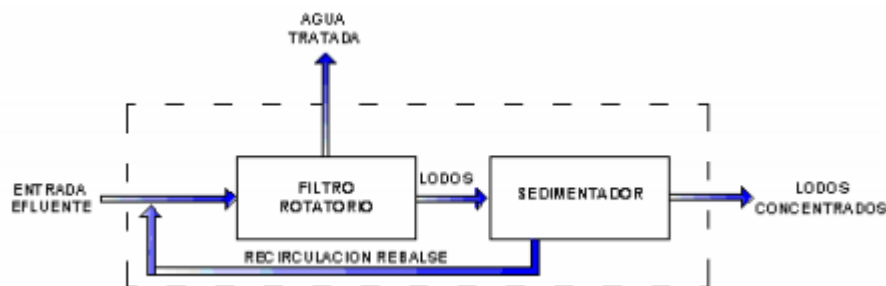 AGUA
TRATADA
ENTRADA
EFLUENTE
FILTRO
ROTATORIO
LODOS
SEDIMENTADOR
LODOS
CONCENTRADOS
RECIRCULACION REBALSE